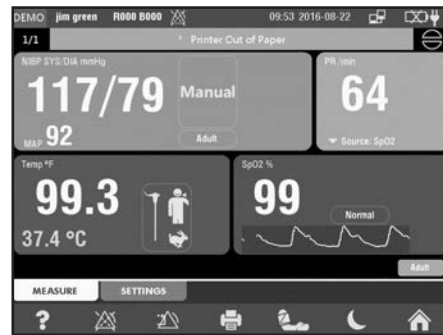 DEMO jim green R000 B000 09:53 2016-08-22
1/1 * Printer Cut of Paper
NIBP SYS/DIA mmHg
117/79
Manual
MAP 92
Adult
PR /min
64
Source: SpO2
Temp °F
99.3
37.4 °C
SpO2 %
99
Normal
Adult
MEASURE SETTINGS
?